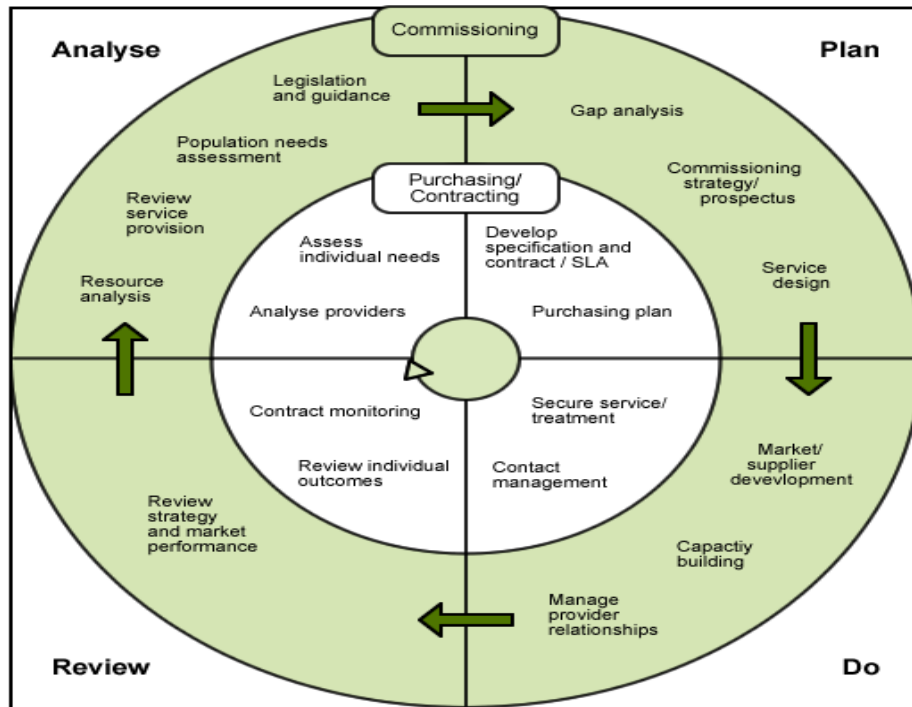 Analyse
Commissioning
Plan
Legislation
and guidance
Gap analysis
Population needs
assessment
Commissioning
strategy/
prospectus
Review
service
provision
Resource
analysis
Service
design
Purchasing/
Contracting
Assess
individual needs
Develop
specification and
contract / SLA
Analyse providers
Purchasing plan
Contract monitoring
Secure service/
treatment
Review individual
outcomes
Contact
management
Market/
supplier
devevlopment
Review
strategy
and market
performance
Capactiy
building
Manage
provider
relationships
Review
Do